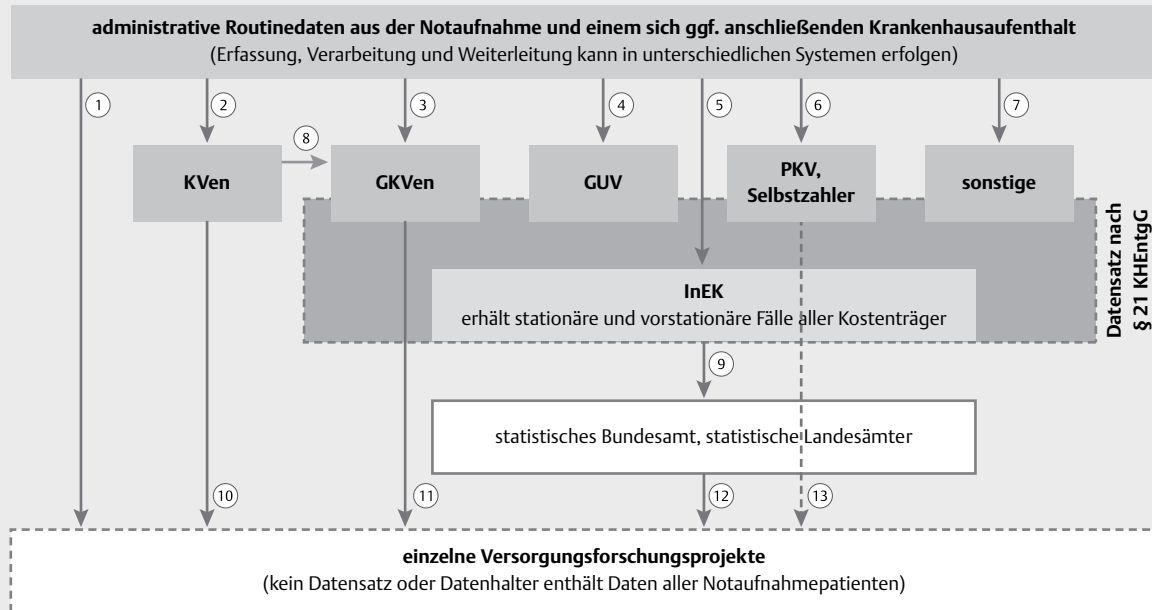 administrative Routinedaten aus der Notaufnahme und einem sich ggf. anschließenden Krankenhausaufenthalt
(Erfassung, Verarbeitung und Weiterleitung kann in unterschiedlichen Systemen erfolgen)
1
2
3
4
5
6
7
8
KVen
GKVen
GUV
PKV,
Selbstzahler
sonstige
Datensatz nach
§ 21 KHEntgG
InEK
erhält stationäre und vorstationäre Fälle aller Kostenträger
9
statistisches Bundesamt, statistische Landesämter
10
11
12
13
einzelne Versorgungsforschungsprojekte
(kein Datensatz oder Datenhalter enthält Daten aller Notaufnahmepatienten)